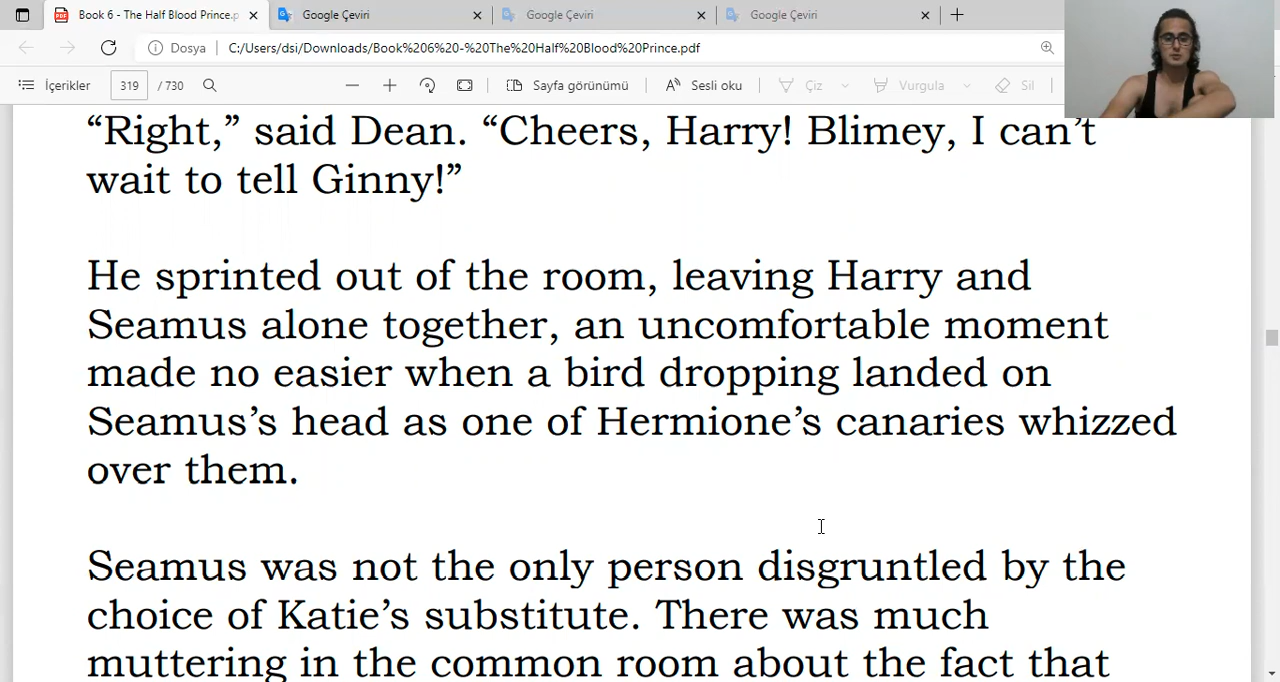 Book 6 - The Half Blood Prince.p
Google Çeviri
Google Çeviri
Google Çeviri
Dosya
C:/Users/dsi/Downloads/Book%206%20-%20The%20Half%20Blood%20Prince.pdf
İçerikler
319
/ 730
Sayfa görünümü
Sesli oku
Çiz
Vurgula
Sil
“Right,” said Dean. “Cheers, Harry! Blimey, I can’t
wait to tell Ginny!”
He sprinted out of the room, leaving Harry and
Seamus alone together, an uncomfortable moment
made no easier when a bird dropping landed on
Seamus’s head as one of Hermione’s canaries whizzed
over them.
Seamus was not the only person disgruntled by the
choice of Katie’s substitute. There was much
muttering in the common room about the fact that